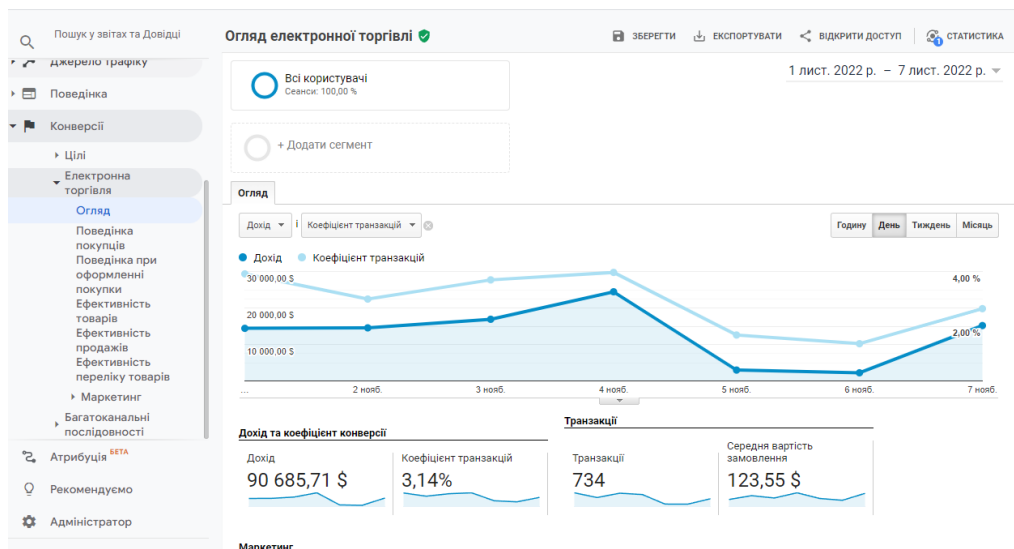 Пошук у звітах та Довідці
Джерело трафіку
Поведінка
Конверсії
Цілі
Електронна
торгівля
Огляд
Поведінка
покупців
Поведінка при
оформленні
покупки
Ефективність
товарів
Ефективність
продажів
Ефективність
переліку товарів
Маркетинг
Багатоканальні
послідовності
Атрибуція БЕТА
Рекомендуємо
Адміністратор
Огляд електронної торгівлі
ЗБЕРЕГТИ
ЕКСПОРТУВАТИ
ВІДКРИТИ ДОСТУП
1
СТАТИСТИКА
Всі користувачі
Сеанси: 100,00 %
1 лист. 2022 р. – 7 лист. 2022 р.
+ Додати сегмент
Огляд
Дохід і Коефіцієнт транзакцій
Годину День Тиждень Місяць
Дохід Коефіцієнт транзакцій
30 000,00 $ 4,00 %
20 000,00 $ 2,00 %
10 000,00 $
... 2 нояб. 3 нояб. 4 нояб. 5 нояб. 6 нояб. 7 нояб.
Дохід та коефіцієнт конверсії
Дохід
90 685,71 $
Коефіцієнт транзакцій
3,14%
Транзакції
Транзакції
734
Середня вартість
замовлення
123,55 $
Маркетинг